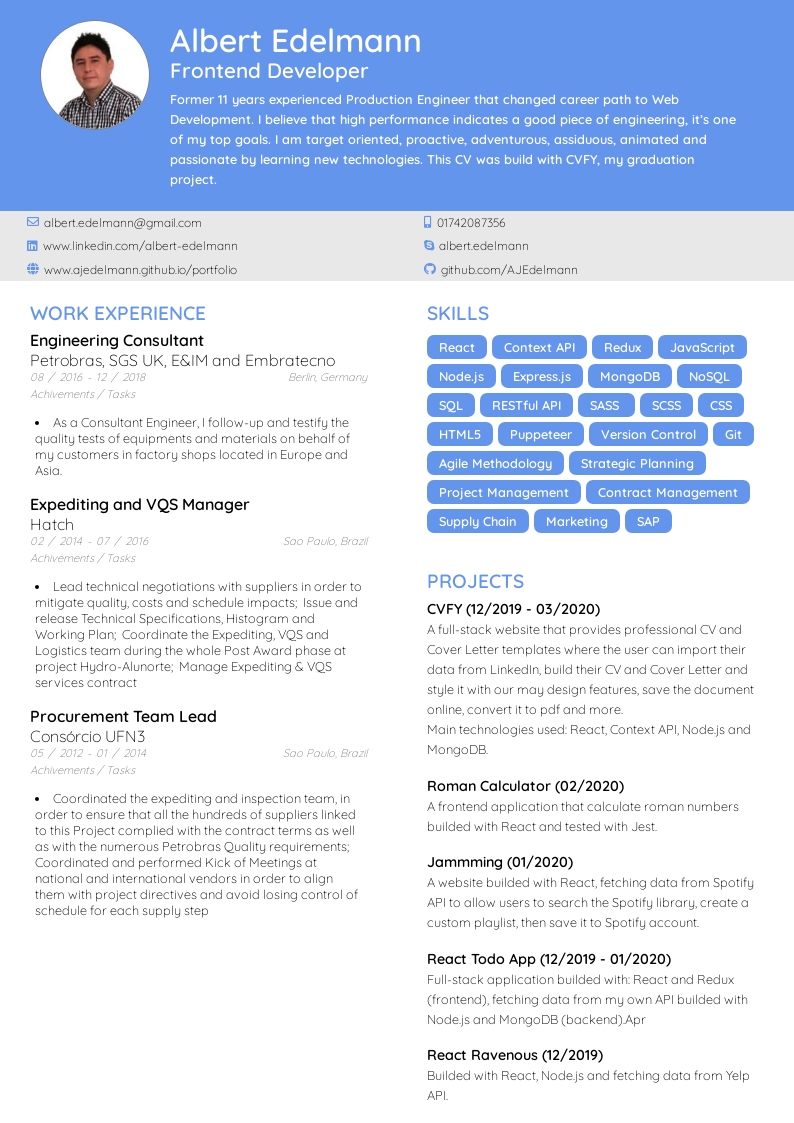 Albert Edelmann
Frontend Developer
Former 11 years experienced Production Engineer that changed career path to Web
Development. I believe that high performance indicates a good piece of engineering, it's one
of my top goals. I am target oriented, proactive, adventurous, assiduous, animated and
passionate by learning new technologies. This CV was build with CVFY, my graduation
project.
albert.edelmann@gmail.com
01742087356
www.linkedin.com/albert-edelmann
albert.edelmann
www.ajedelmann.github.io/portfolio
github.com/AJEdelmann
WORK EXPERIENCE
Engineering Consultant
Petrobras, SGS UK, E&IM and Embratecno
08 / 2016 - 12 / 2018 Berlin, Germany
Achivements / Tasks
• As a Consultant Engineer, I follow-up and testify the
quality tests of equipments and materials on behalf of
my customers in factory shops located in Europe and
Asia.
Expediting and VQS Manager
Hatch
02 / 2014 - 07 / 2016 Sao Paulo, Brazil
Achivements / Tasks
• Lead technical negotiations with suppliers in order to
mitigate quality, costs and schedule impacts; Issue and
release Technical Specifications, Histogram and
Working Plan; Coordinate the Expediting, VQS and
Logistics team during the whole Post Award phase at
project Hydro-Alunorte; Manage Expediting & VQS
services contract
Procurement Team Lead
Consórcio UFN3
05 / 2012 - 01 / 2014 Sao Paulo, Brazil
Achivements / Tasks
• Coordinated the expediting and inspection team, in
order to ensure that all the hundreds of suppliers linked
to this Project complied with the contract terms as well
as with the numerous Petrobras Quality requirements;
Coordinated and performed Kick of Meetings at
national and international vendors in order to align
them with project directives and avoid losing control of
schedule for each supply step
SKILLS
React Context API Redux JavaScript
Node.js Express.js MongoDB NoSQL
SQL RESTful API SASS SCSS CSS
HTML5 Puppeteer Version Control Git
Agile Methodology Strategic Planning
Project Management Contract Management
Supply Chain Marketing SAP
PROJECTS
CVFY (12/2019 - 03/2020)
A full-stack website that provides professional CV and
Cover Letter templates where the user can import their
data from LinkedIn, build their CV and Cover Letter and
style it with our may design features, save the document
online, convert it to pdf and more.
Main technologies used: React, Context API, Node.js and
MongoDB.
Roman Calculator (02/2020)
A frontend application that calculate roman numbers
builded with React and tested with Jest.
Jammming (01/2020)
A website builded with React, fetching data from Spotify
API to allow users to search the Spotify library, create a
custom playlist, then save it to Spotify account.
React Todo App (12/2019 - 01/2020)
Full-stack application builded with: React and Redux
(frontend), fetching data from my own API builded with
Node.js and MongoDB (backend).Apr
React Ravenous (12/2019)
Builded with React, Node.js and fetching data from Yelp
API.